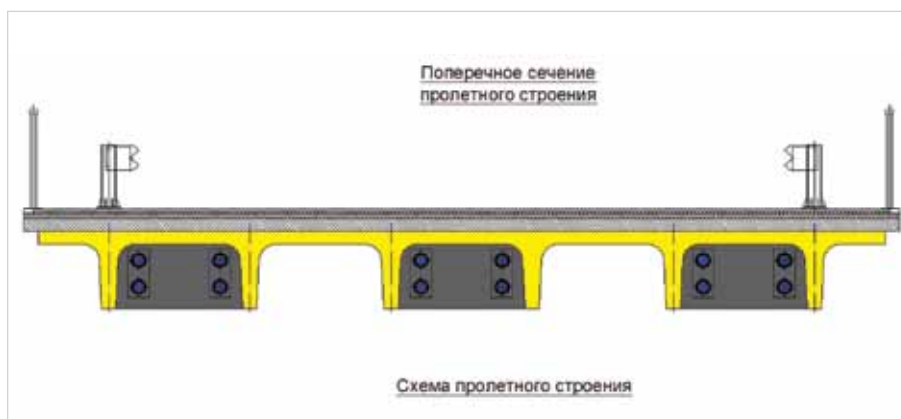 Поперечное сечение
пролетного строения
Схема пролетного строения